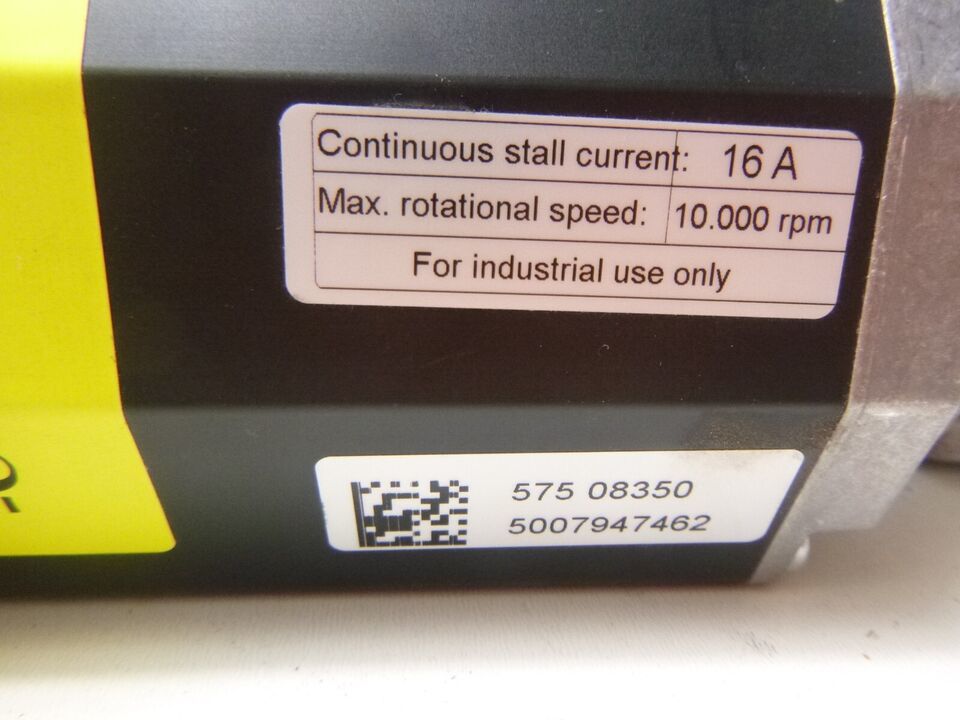 Continuous stall current: 16 A
Max. rotational speed: 10.000 rpm
For industrial use only
575 08350
5007947462